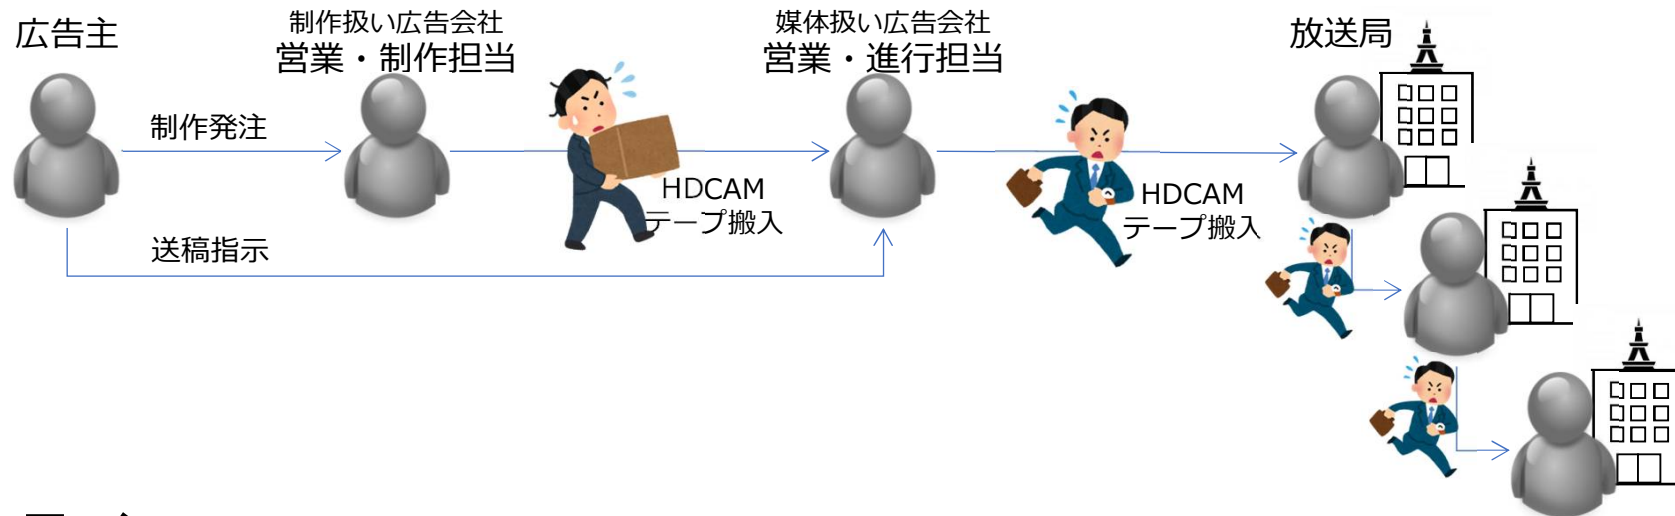 広告主
制作扱い広告会社
営業・制作担当
媒体扱い広告会社
営業・進行担当
放送局
制作発注
HDCAM
テープ搬入
HDCAM
テープ搬入
送稿指示